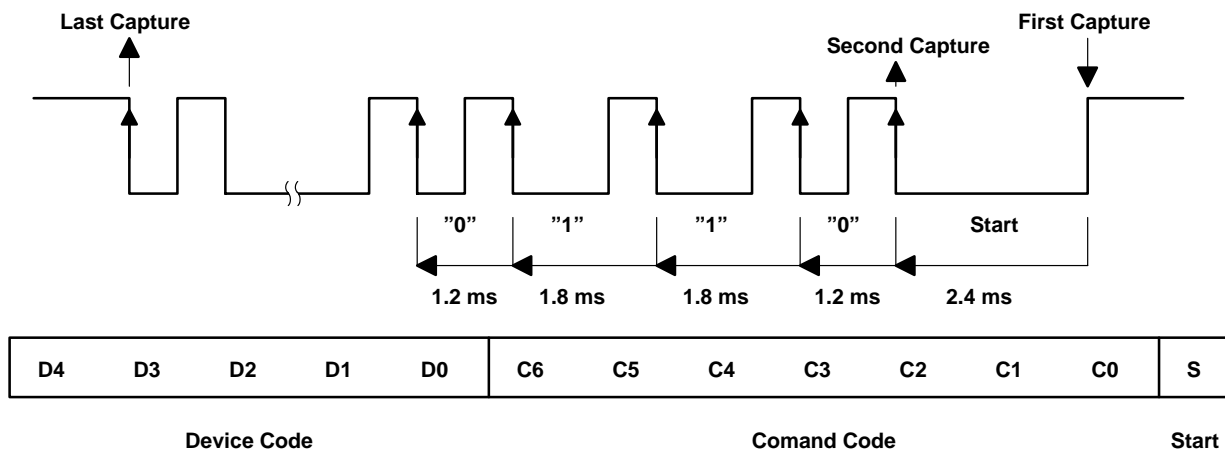 First Capture
Last Capture
Second Capture
”0” ”1” ”1” ”0” Start
1.2 ms 1.8 ms 1.8 ms 1.2 ms 2.4 ms
D4 D3 D2 D1 D0 C6 C5 C4 C3 C2 C1 C0 S
Device Code Comand Code Start